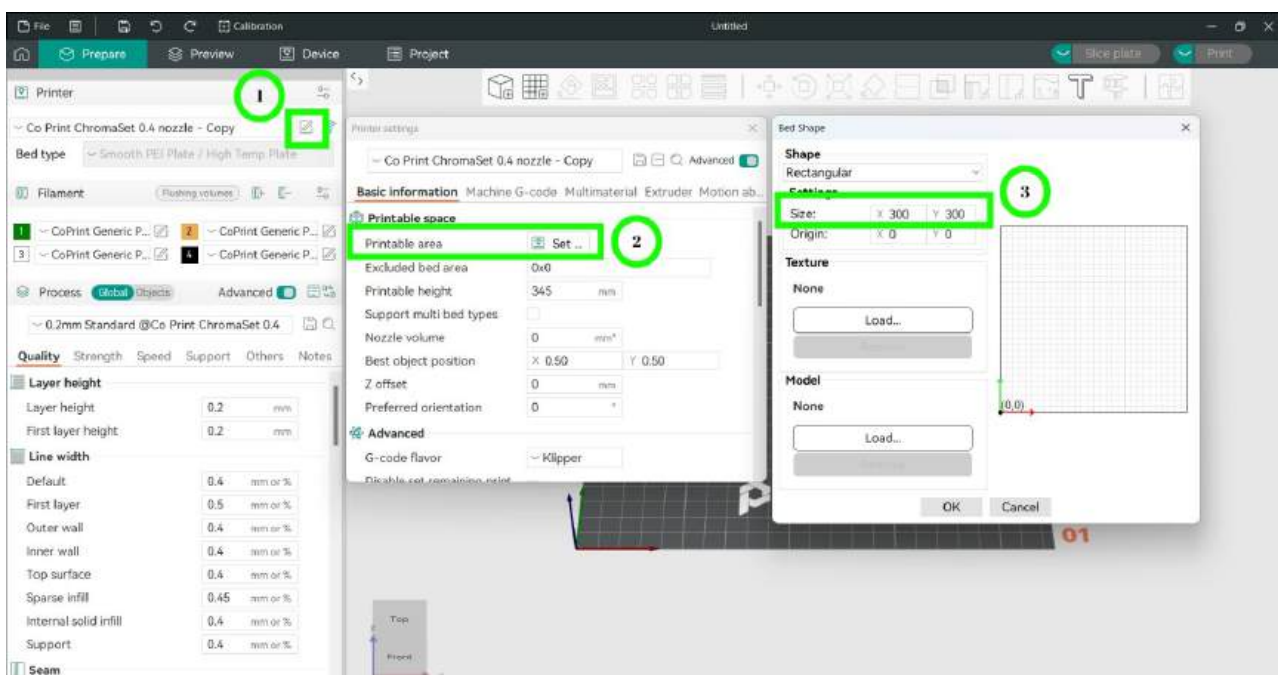 File
Calibration
Untitled
Prepare
Preview
Device
Project
Slice plate
Print
Printer
1
Co Print ChromaSet 0.4 nozzle - Copy
Bed type
Smooth PEI Plate / High Temp Plate
Filament
Flushing volumes
1 CoPrint Generic P...
2 CoPrint Generic P...
3 CoPrint Generic P...
4 CoPrint Generic P...
Process
Global
Objects
Advanced
0.2mm Standard @Co Print ChromaSet 0.4
Quality Strength Speed Support Others Notes
Layer height
Layer height 0.2 mm
First layer height 0.2 mm
Line width
Default 0.4 mm or %
First layer 0.5 mm or %
Outer wall 0.4 mm or %
Inner wall 0.4 mm or %
Top surface 0.4 mm or %
Sparse infill 0.45 mm or %
Internal solid infill 0.4 mm or %
Support 0.4 mm or %
Seam
Printer settings
Co Print ChromaSet 0.4 nozzle - Copy
Advanced
Basic information Machine G-code Multimaterial Extruder Motion ab...
Printable space
Printable area Set ..
2
Excluded bed area 0x0
Printable height 345 mm
Support multi bed types
Nozzle volume 0 mm³
Best object position X 0.50 Y 0.50
Z offset 0 mm
Preferred orientation 0 °
Advanced
G-code flavor Klipper
Disable set remaining print
Bed Shape
Shape
Rectangular
Settings
Size: X 300 Y 300
3
Origin: X 0 Y 0
Texture
None
Load...
Model
None
Load...
(0,0)
OK
Cancel
01
Top
Front